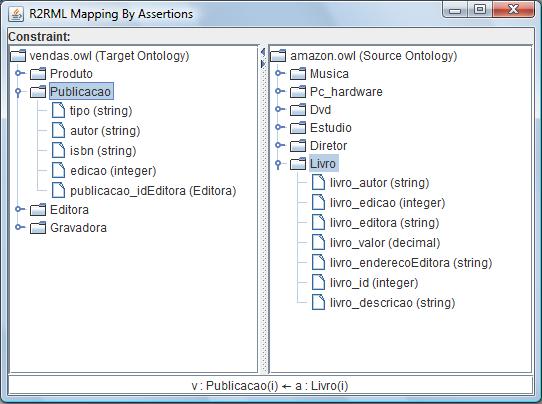 R2RML Mapping By Assertions
Constraint:
vendas.owl (Target Ontology)
Produto
Publicacao
tipo (string)
autor (string)
isbn (string)
edicao (integer)
publicacao_idEditora (Editora)
Editora
Gravadora
amazon.owl (Source Ontology)
Musica
Pc_hardware
Dvd
Estudio
Diretor
Livro
livro_autor (string)
livro_edicao (integer)
livro_editora (string)
livro_valor (decimal)
livro_enderecoEditora (string)
livro_id (integer)
livro_descricao (string)
v : Publicacao(i) ← a : Livro(i)